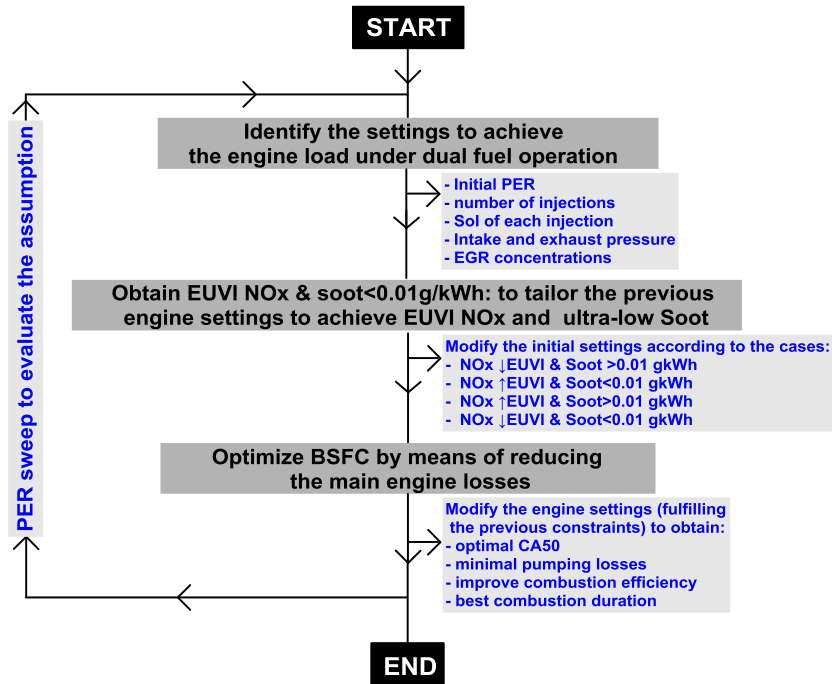 START
Identify the settings to achieve
the engine load under dual fuel operation
- Initial PER
- number of injections
- SoI of each injection
- Intake and exhaust pressure
- EGR concentrations
Obtain EUVI NOx & soot<0.01g/kWh: to tailor the previous
engine settings to achieve EUVI NOx and ultra-low Soot
Modify the initial settings according to the cases:
- NOx ↓EUVI & Soot >0.01 gkWh
- NOx ↑EUVI & Soot<0.01 gkWh
- NOx ↑EUVI & Soot>0.01 gkWh
- NOx ↓EUVI & Soot<0.01 gkWh
Optimize BSFC by means of reducing
the main engine losses
Modify the engine settings (fulfilling
the previous constraints) to obtain:
- optimal CA50
- minimal pumping losses
- improve combustion efficiency
- best combustion duration
PER sweep to evaluate the assumption
END